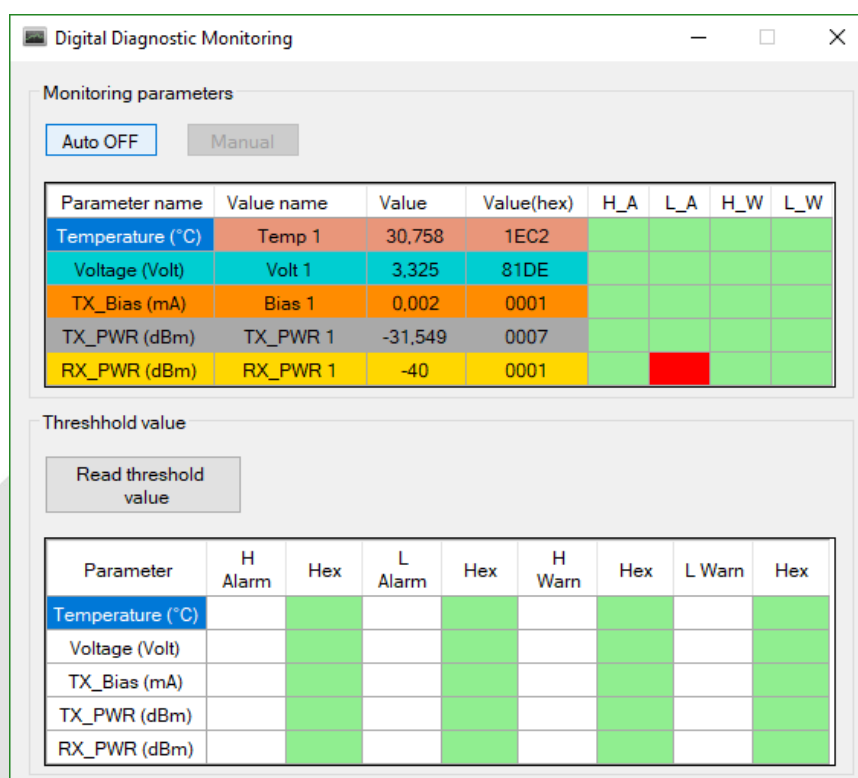 Digital Diagnostic Monitoring
Monitoring parameters
Auto OFF Manual
Parameter name Value name Value Value(hex) H_A L_A H_W L_W
Temperature (°C) Temp 1 30,758 1EC2
Voltage (Volt) Volt 1 3,325 81DE
TX_Bias (mA) Bias 1 0,002 0001
TX_PWR (dBm) TX_PWR 1 -31,549 0007
RX_PWR (dBm) RX_PWR 1 -40 0001
Threshhold value
Read threshold
value
Parameter H Alarm Hex L Alarm Hex H Warn Hex L Warn Hex
Temperature (°C)
Voltage (Volt)
TX_Bias (mA)
TX_PWR (dBm)
RX_PWR (dBm)